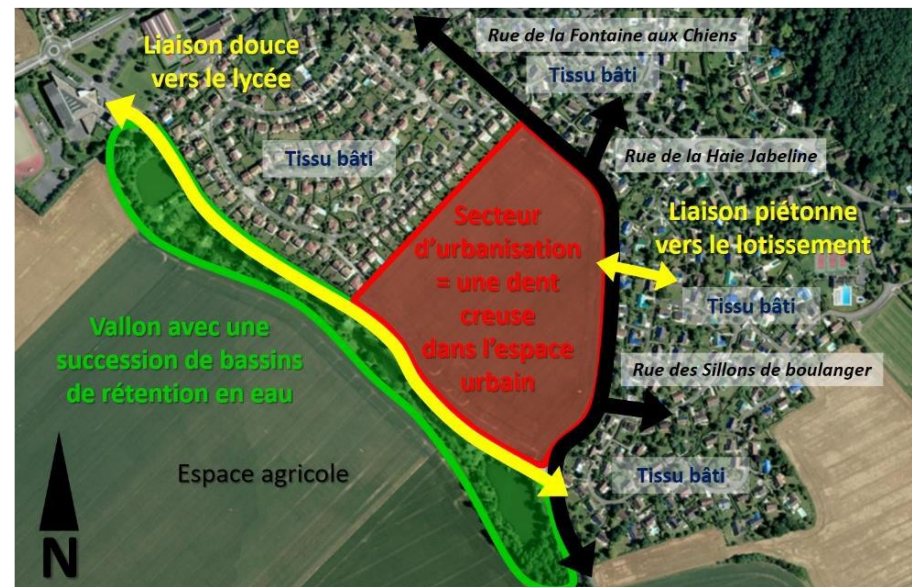 Rue de la Fontaine aux Chiens
Liaison douce
vers le lycée
Tissu bâti
Tissu bâti
Rue de la Haie Jabeline
Secteur
d'urbanisation
= une dent
creuse
dans l'espace
urbain
Liaison piétonne
vers le lotissement
Tissu bâti
Vallon avec une
succession de bassins
de rétention en eau
Rue des Sillons de boulanger
Espace agricole
Tissu bâti
N